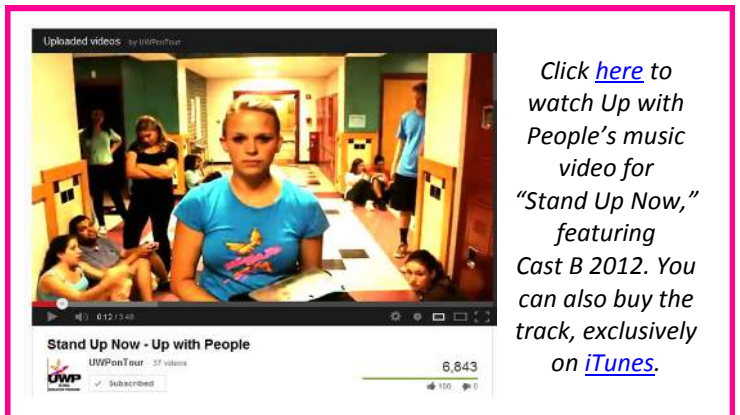 Uploaded videos by UWPonTour
0:12 / 3:48
Stand Up Now - Up with People
UWPonTour 37 videos
Subscribed
UWP
6,843
100 0
Click here to
watch Up with
People’s music
video for
“Stand Up Now,”
featuring
Cast B 2012. You
can also buy the
track, exclusively
on iTunes.